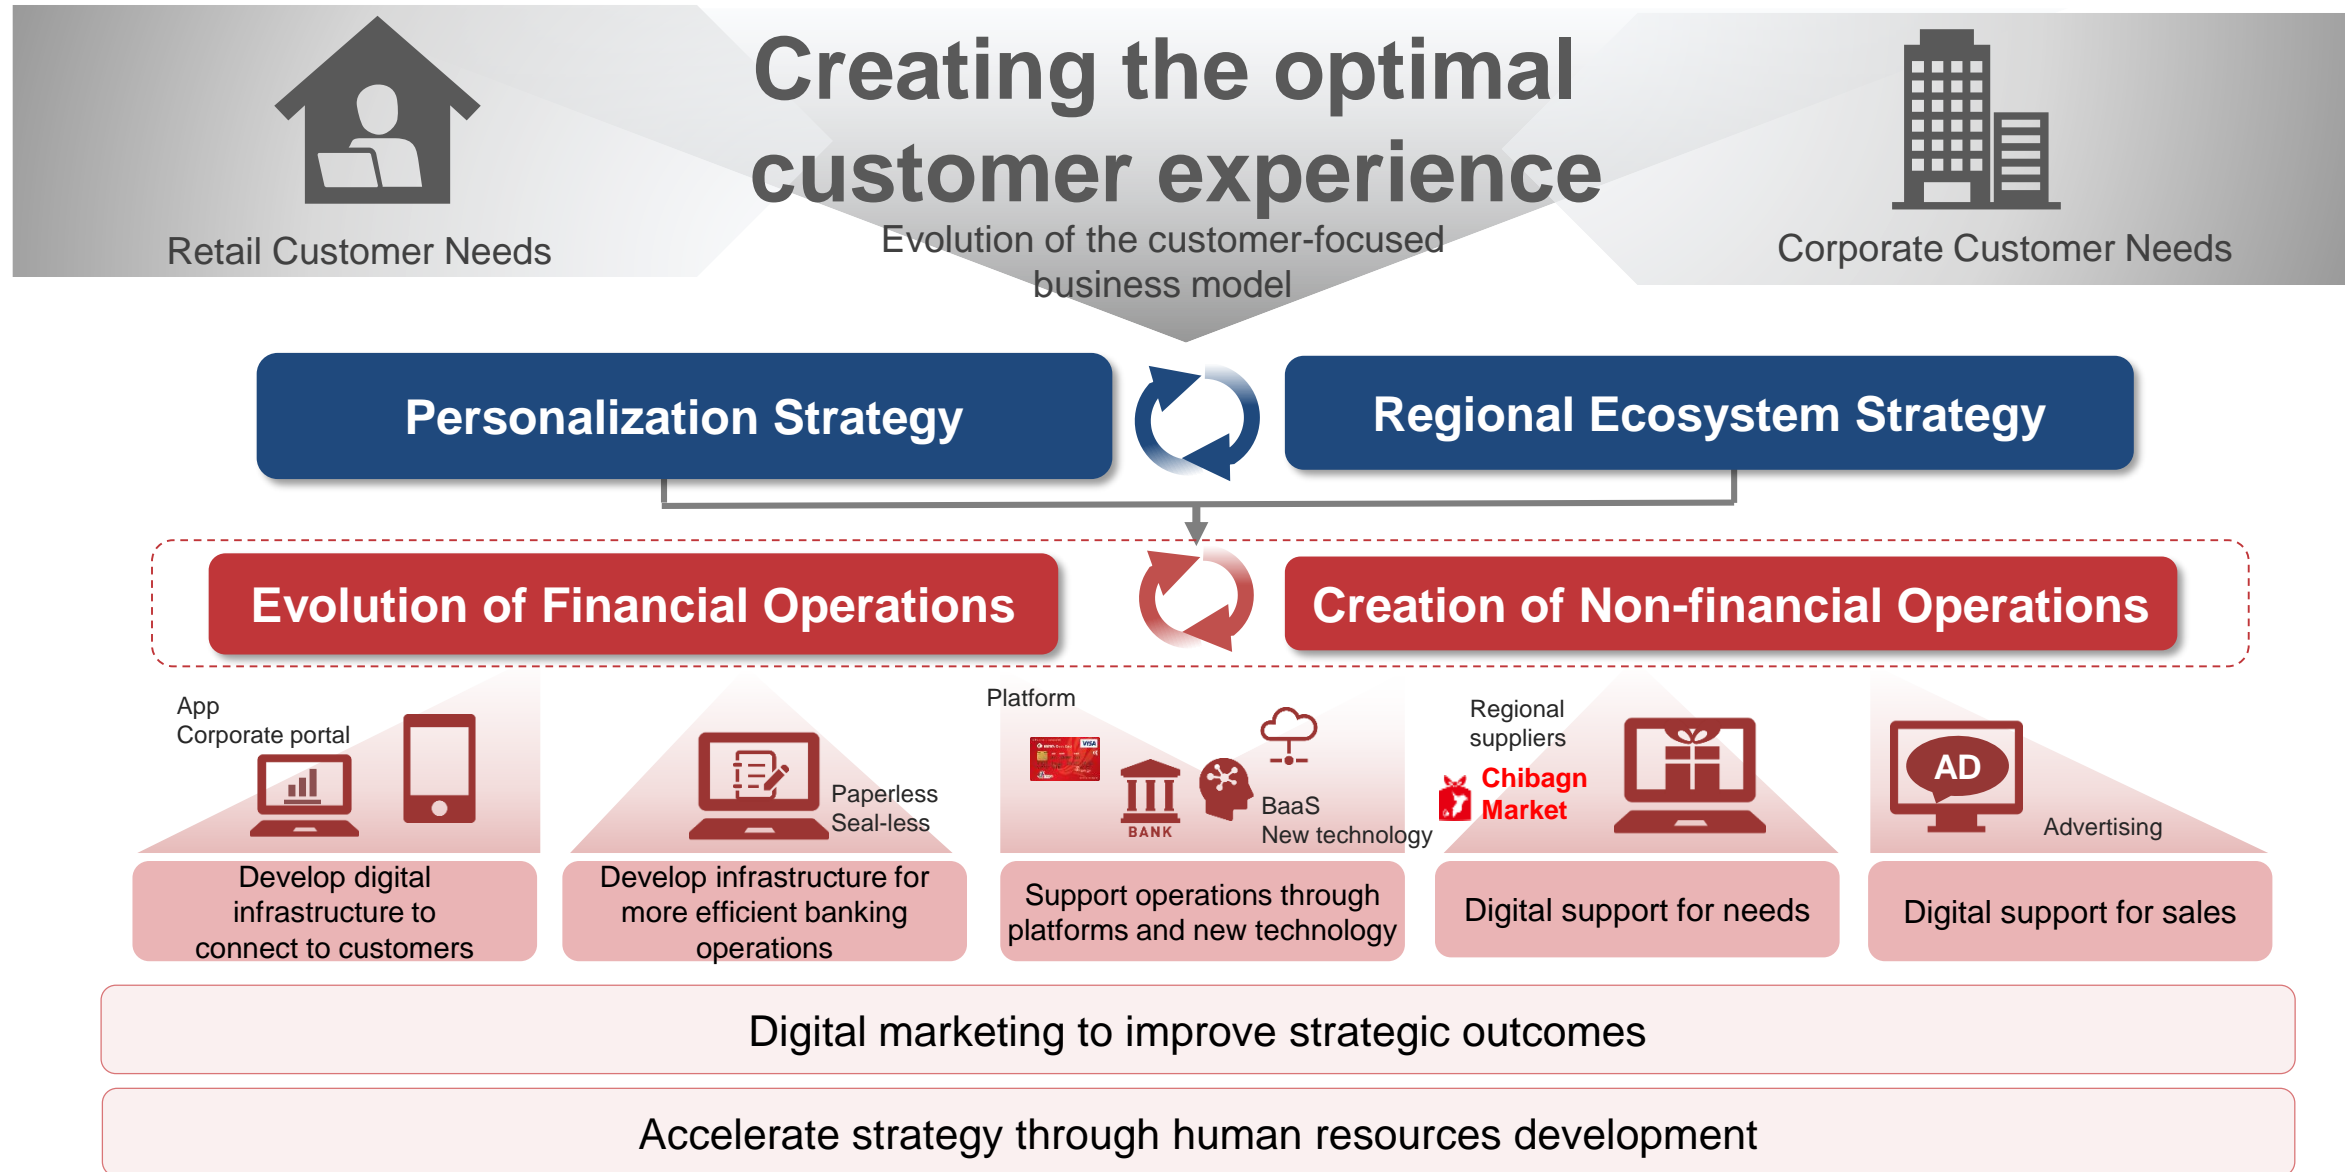 Creating the optimal
customer experience
Evolution of the customer-focused
business model
Retail Customer Needs
Corporate Customer Needs
Personalization Strategy
Regional Ecosystem Strategy
Evolution of Financial Operations
Creation of Non-financial Operations
App
Corporate portal
Paperless
Seal-less
Platform
VISA
BANK
BaaS
New technology
Regional
suppliers
Chibagn
Market
AD
Advertising
Develop digital
infrastructure to
connect to customers
Develop infrastructure for
more efficient banking
operations
Support operations through
platforms and new technology
Digital support for needs
Digital support for sales
Digital marketing to improve strategic outcomes
Accelerate strategy through human resources development